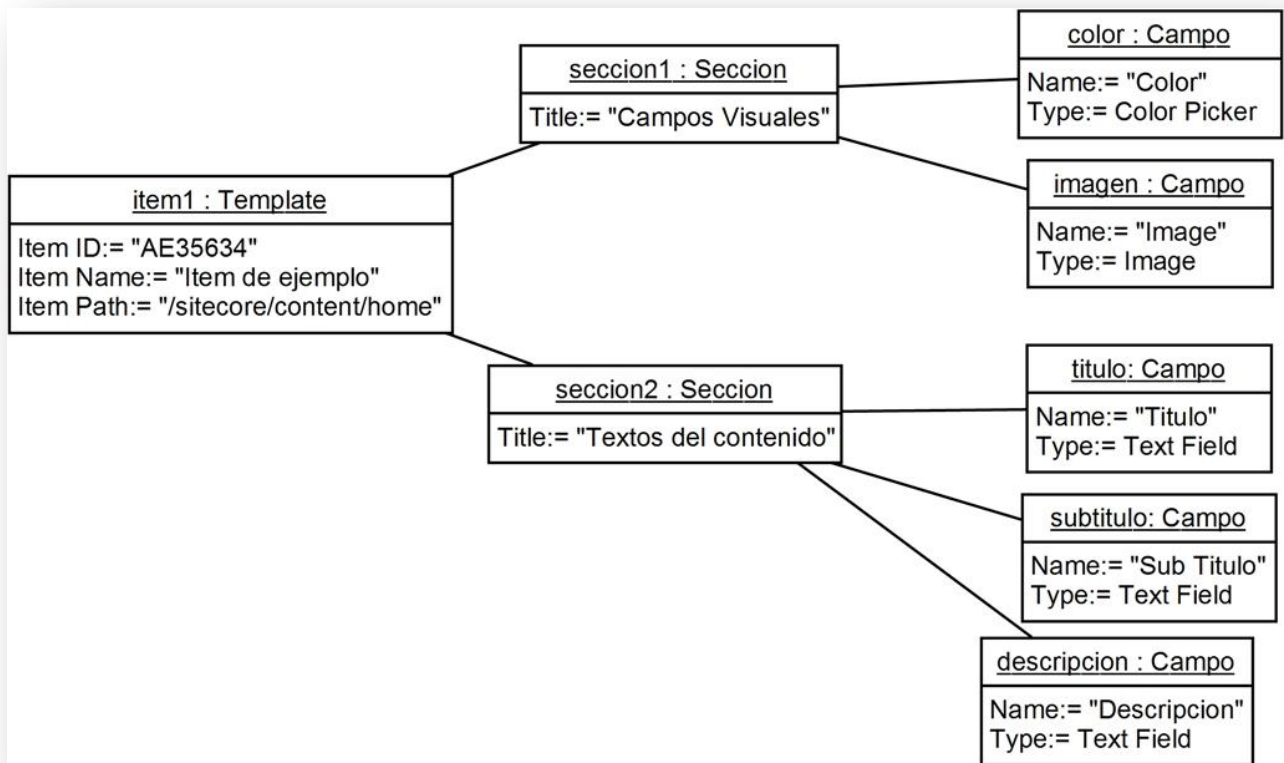 color : Campo
Name:= "Color"
Type:= Color Picker
seccion1 : Seccion
Title:= "Campos Visuales"
imagen : Campo
Name:= "Image"
Type:= Image
item1 : Template
Item ID:= "AE35634"
Item Name:= "Item de ejemplo"
Item Path:= "/sitecore/content/home"
seccion2 : Seccion
Title:= "Textos del contenido"
titulo: Campo
Name:= "Titulo"
Type:= Text Field
subtitulo: Campo
Name:= "Sub Titulo"
Type:= Text Field
descripcion : Campo
Name:= "Descripcion"
Type:= Text Field